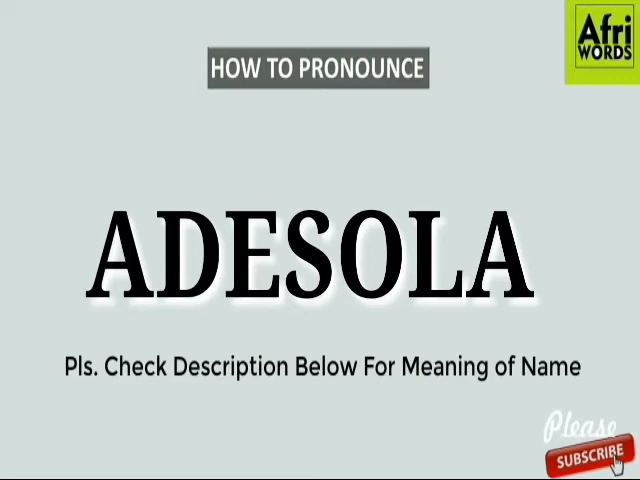 Afri
WORDS
HOW TO PRONOUNCE
ADESOLA
Pls. Check Description Below For Meaning of Name
Please
SUBSCRIBE